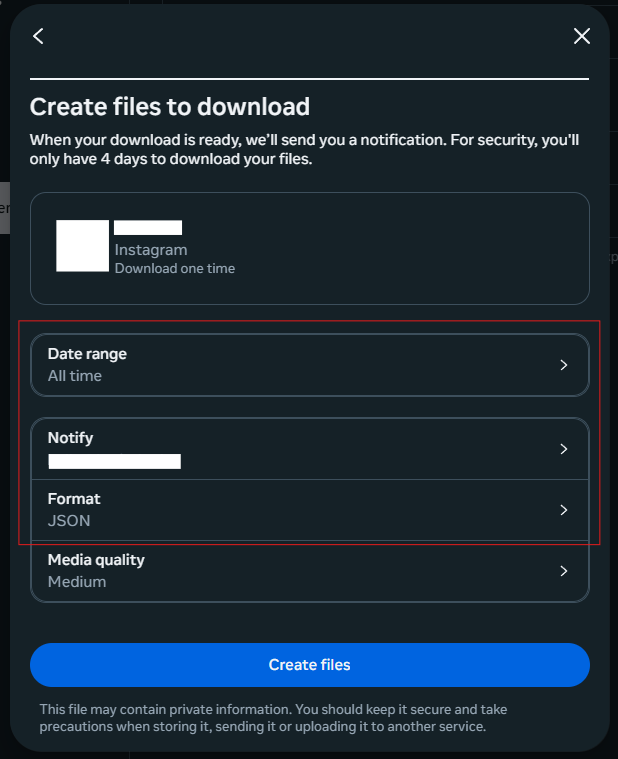 Create files to download
When your download is ready, we'll send you a notification. For security, you'll
only have 4 days to download your files.
Instagram
Download one time
Date range
All time
Notify
Format
JSON
Media quality
Medium
Create files
This file may contain private information. You should keep it secure and take
precautions when storing it, sending it or uploading it to another service.